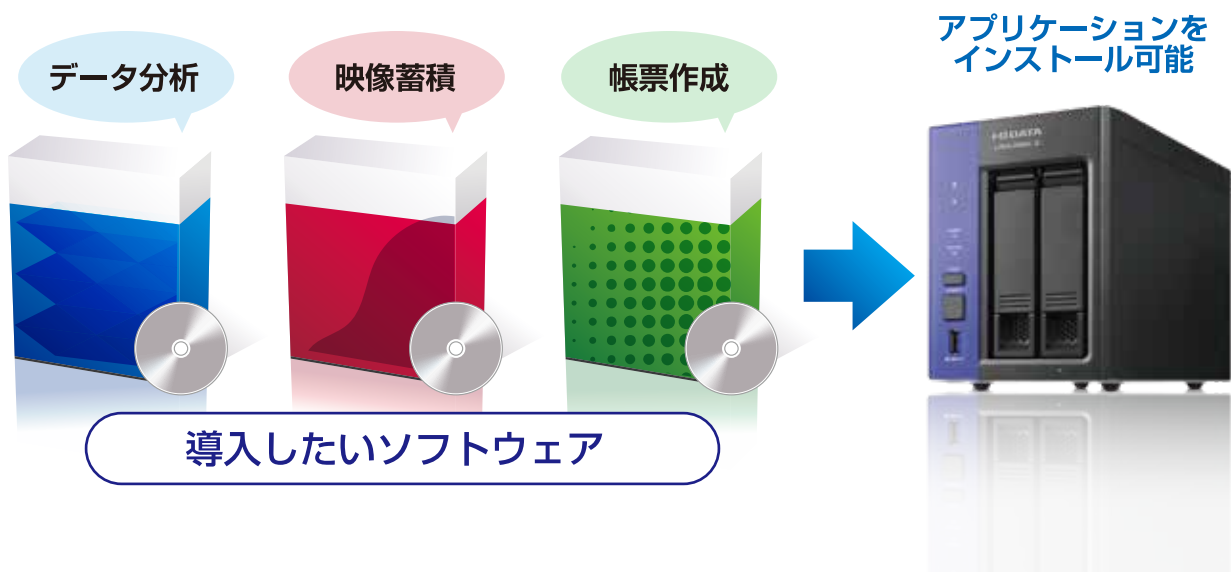 アプリケーションを
インストール可能
データ分析
映像蓄積
帳票作成
I-O DATA
導入したいソフトウェア